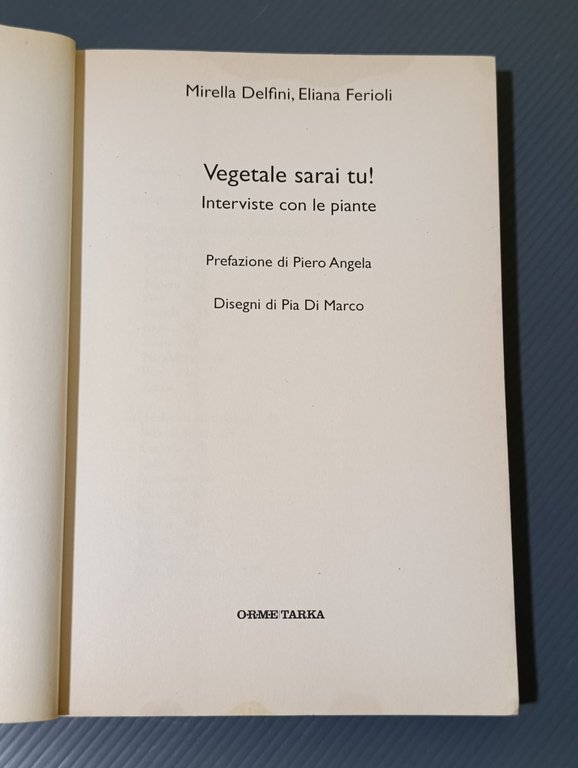 Mirella Delfini, Eliana Ferioli
Vegetale sarai tu!
Interviste con le piante
Prefazione di Piero Angela
Disegni di Pia Di Marco
O·R·M·E TARKA